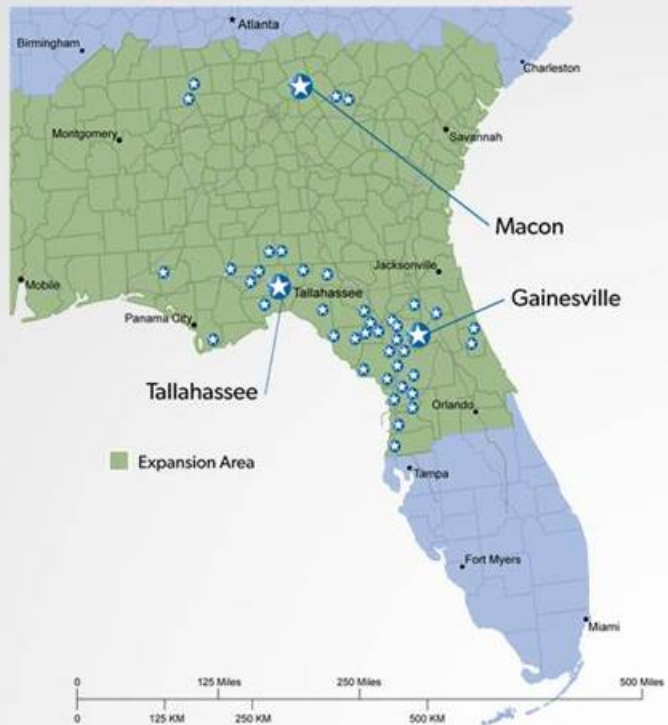 Atlanta
Birmingham
Charleston
Montgomery
Savannah
Macon
Mobile
Jacksonville
Tallahassee
Gainesville
Panama City
Tallahassee
Orlando
Expansion Area
Tampa
Fort Myers
Miami
0 125 Miles 250 Miles 500 Miles
0 125 KM 250 KM 500 KM